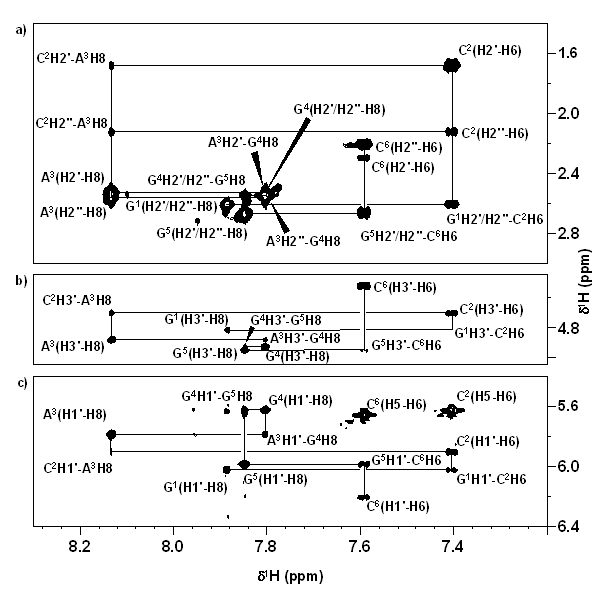 a)
C²H2'-A³H8
C²(H2'-H6)
1.6
G⁴(H2'/H2''-H8)
2.0
C²H2''-A³H8
A³H2'-G⁴H8
C²(H2''-H6)
C⁶(H2''-H6)
C⁶(H2'-H6)
2.4
A³(H2'-H8)
G⁴H2'/H2''-G⁵H8
A³(H2''-H8)
G¹(H2'/H2''-H8)
G¹H2'/H2''-C²H6
G⁵(H2'/H2''-H8)
A³H2''-G⁴H8
G⁵H2'/H2''-C⁶H6
2.8
δ¹H (ppm)
b)
C²H3'-A³H8
C⁶(H3'-H6)
C²(H3'-H6)
G¹(H3'-H8)
G⁴H3'-G⁵H8
4.8
A³(H3'-H8)
A³H3'-G⁴H8
G¹H3'-C²H6
G⁵(H3'-H8)
G⁴(H3'-H8)
G⁵H3'-C⁶H6
c)
G⁴H1'-G⁵H8
G⁴(H1'-H8)
C⁶(H5-H6)
C²(H5-H6)
5.6
A³(H1'-H8)
A³H1'-G⁴H8
C²(H1'-H6)
C²H1'-A³H8
G⁵H1'-C⁶H6
6.0
G¹(H1'-H8)
G⁵(H1'-H8)
G¹H1'-C²H6
C⁶(H1'-H6)
6.4
8.2 8.0 7.8 7.6 7.4
δ¹H (ppm)